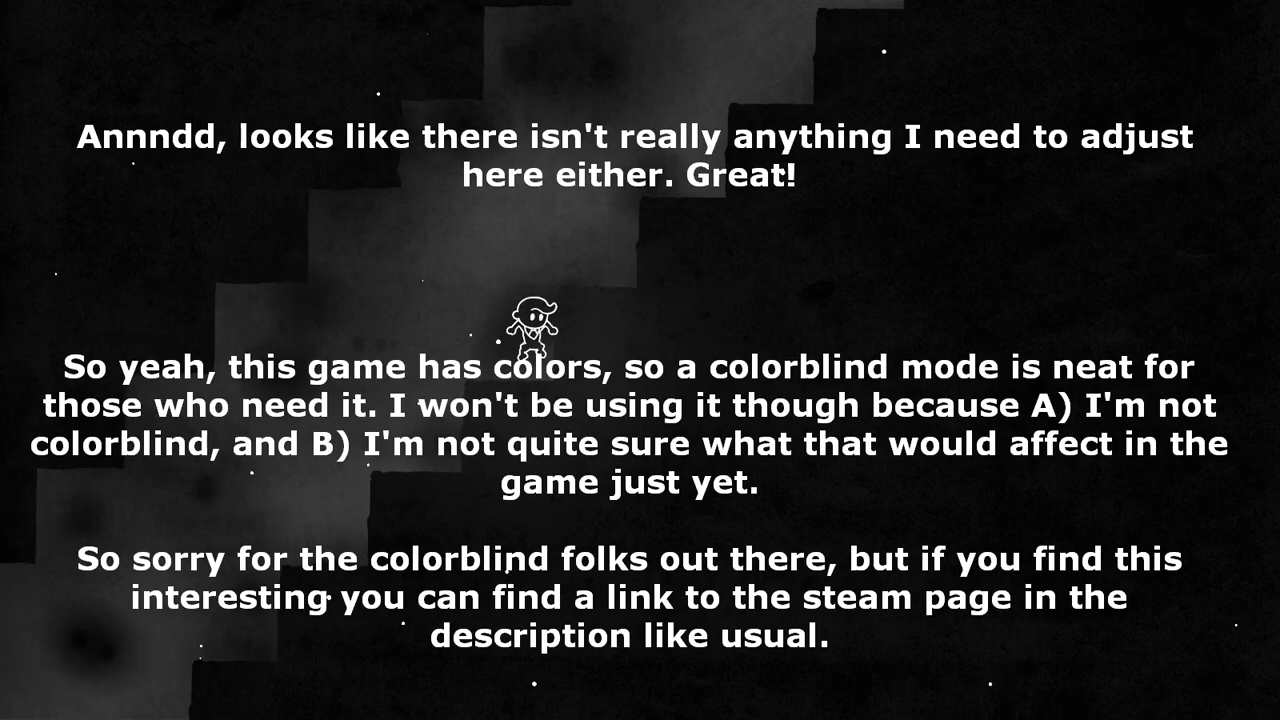 Annndd, looks like there isn't really anything I need to adjust
here either. Great!
So yeah, this game has colors, so a colorblind mode is neat for
those who need it. I won't be using it though because A) I'm not
colorblind, and B) I'm not quite sure what that would affect in the
game just yet.
So sorry for the colorblind folks out there, but if you find this
interesting you can find a link to the steam page in the
description like usual.